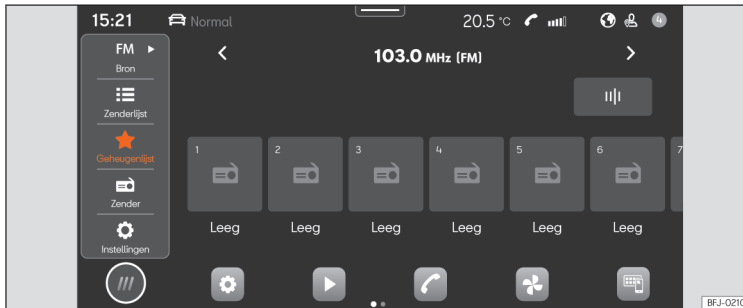 15:21 Normal 20.5 °C 4
FM
Bron
Zenderlijst
Geheugenlijst
Zender
Instellingen
103.0 MHz (FM)
1 2 3 4 5 6 7
Leeg Leeg Leeg Leeg Leeg Leeg
BFJ-0210